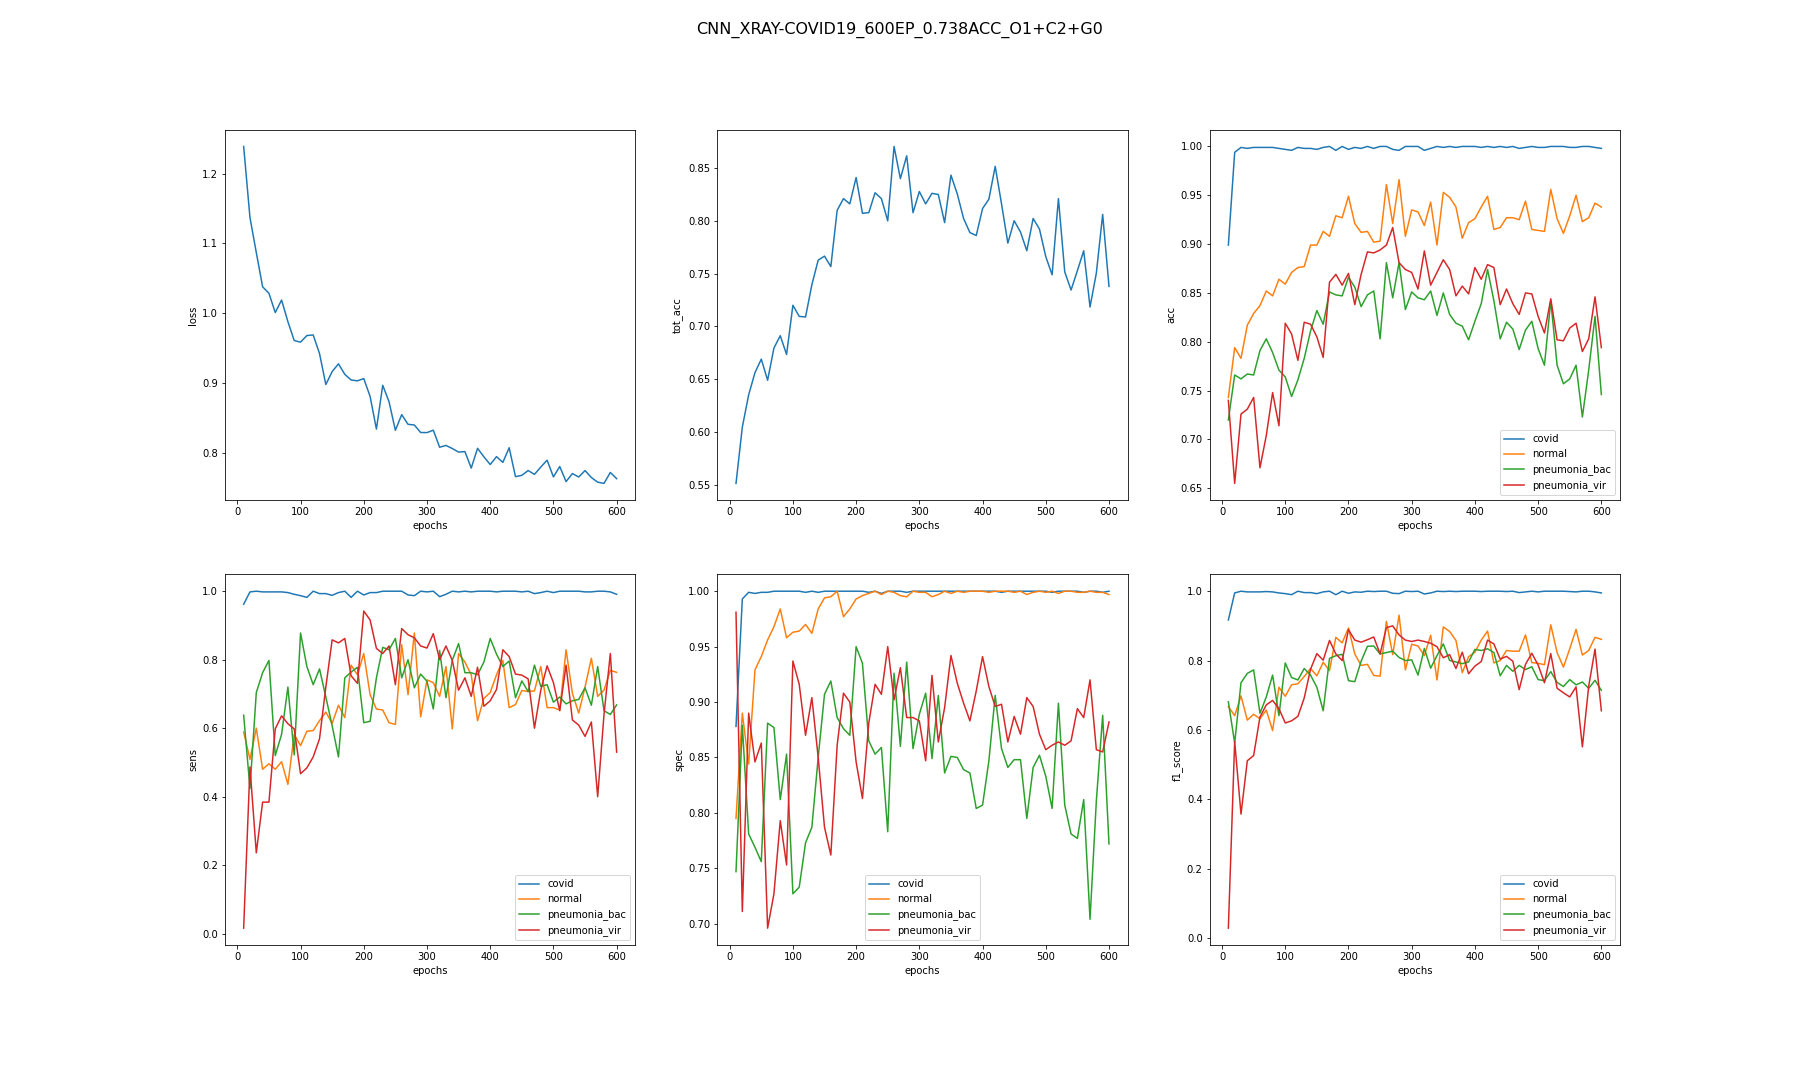 CNN_XRAY-COVID19_600EP_0.738ACC_O1+C2+G0
loss
1.2
1.1
1.0
0.9
0.8
0 100 200 300 400 500 600
epochs
tot_acc
0.85
0.80
0.75
0.70
0.65
0.60
0.55
0 100 200 300 400 500 600
epochs
acc
1.00
0.95
0.90
0.85
0.80
0.75
0.70
0.65
covid
normal
pneumonia_bac
pneumonia_vir
0 100 200 300 400 500 600
epochs
sens
1.0
0.8
0.6
0.4
0.2
0.0
covid
normal
pneumonia_bac
pneumonia_vir
0 100 200 300 400 500 600
epochs
spec
1.00
0.95
0.90
0.85
0.80
0.75
0.70
covid
normal
pneumonia_bac
pneumonia_vir
0 100 200 300 400 500 600
epochs
f1_score
1.0
0.8
0.6
0.4
0.2
0.0
covid
normal
pneumonia_bac
pneumonia_vir
0 100 200 300 400 500 600
epochs